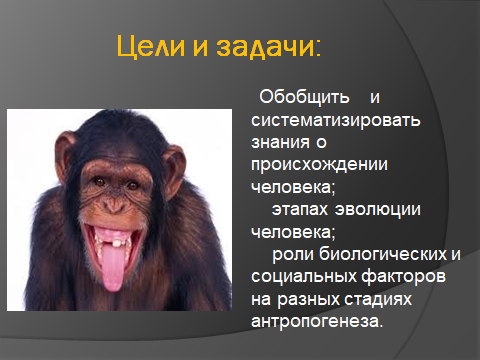 Цели и задачи:
Обобщить и
систематизировать
знания о
происхождении
человека;
этапах эволюции
человека;
роли биологических и
социальных факторов
на разных стадиях
антропогенеза.